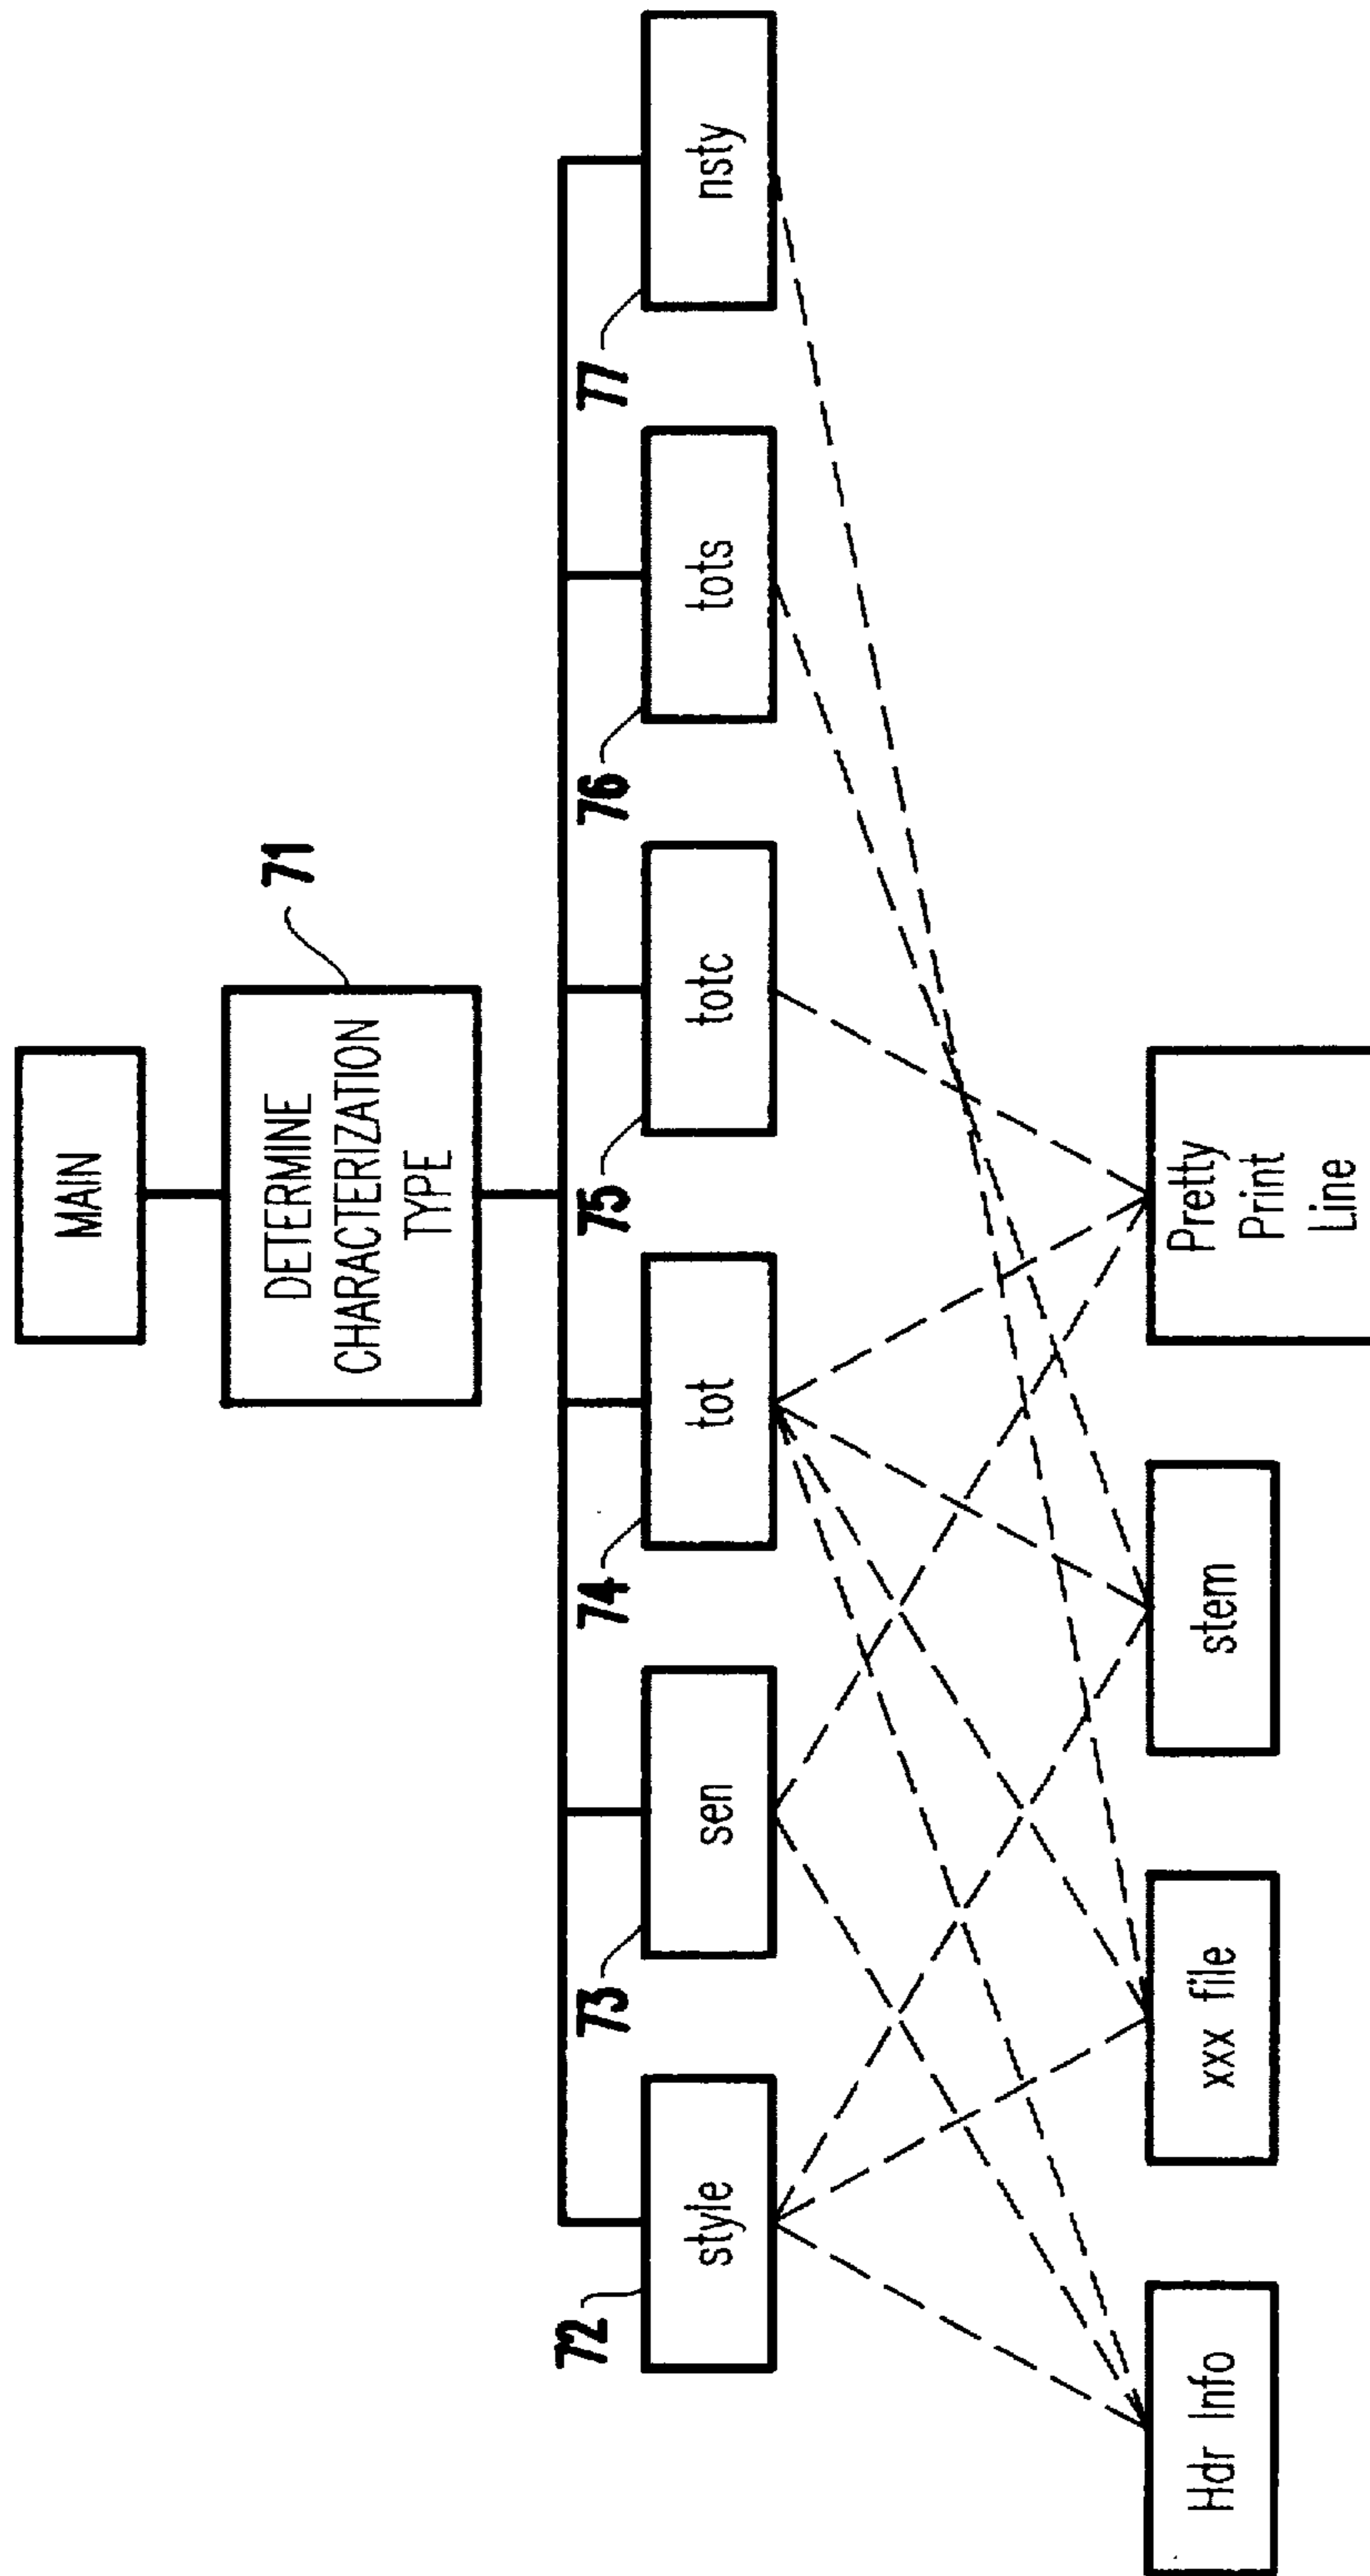 MAIN
DETERMINE
CHARACTERIZATION
TYPE
71
72
style
73
sen
74
tot
75
totc
76
tots
77
nsty
Hdr Info
xxx file
stem
Pretty
Print
Line